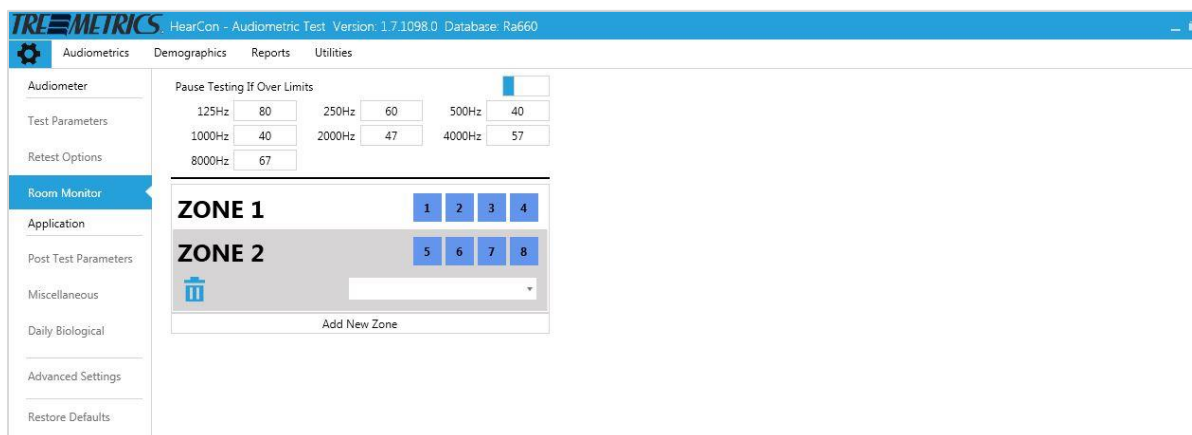 TREMETRICS. HearCon - Audiometric Test Version: 1.7.1098.0 Database: Ra660
Audiometrics Demographics Reports Utilities
Audiometer
Test Parameters
Retest Options
Room Monitor
Application
Post Test Parameters
Miscellaneous
Daily Biological
Advanced Settings
Restore Defaults
Pause Testing If Over Limits
125Hz 80 250Hz 60 500Hz 40
1000Hz 40 2000Hz 47 4000Hz 57
8000Hz 67
ZONE 1 1 2 3 4
ZONE 2 5 6 7 8
Add New Zone